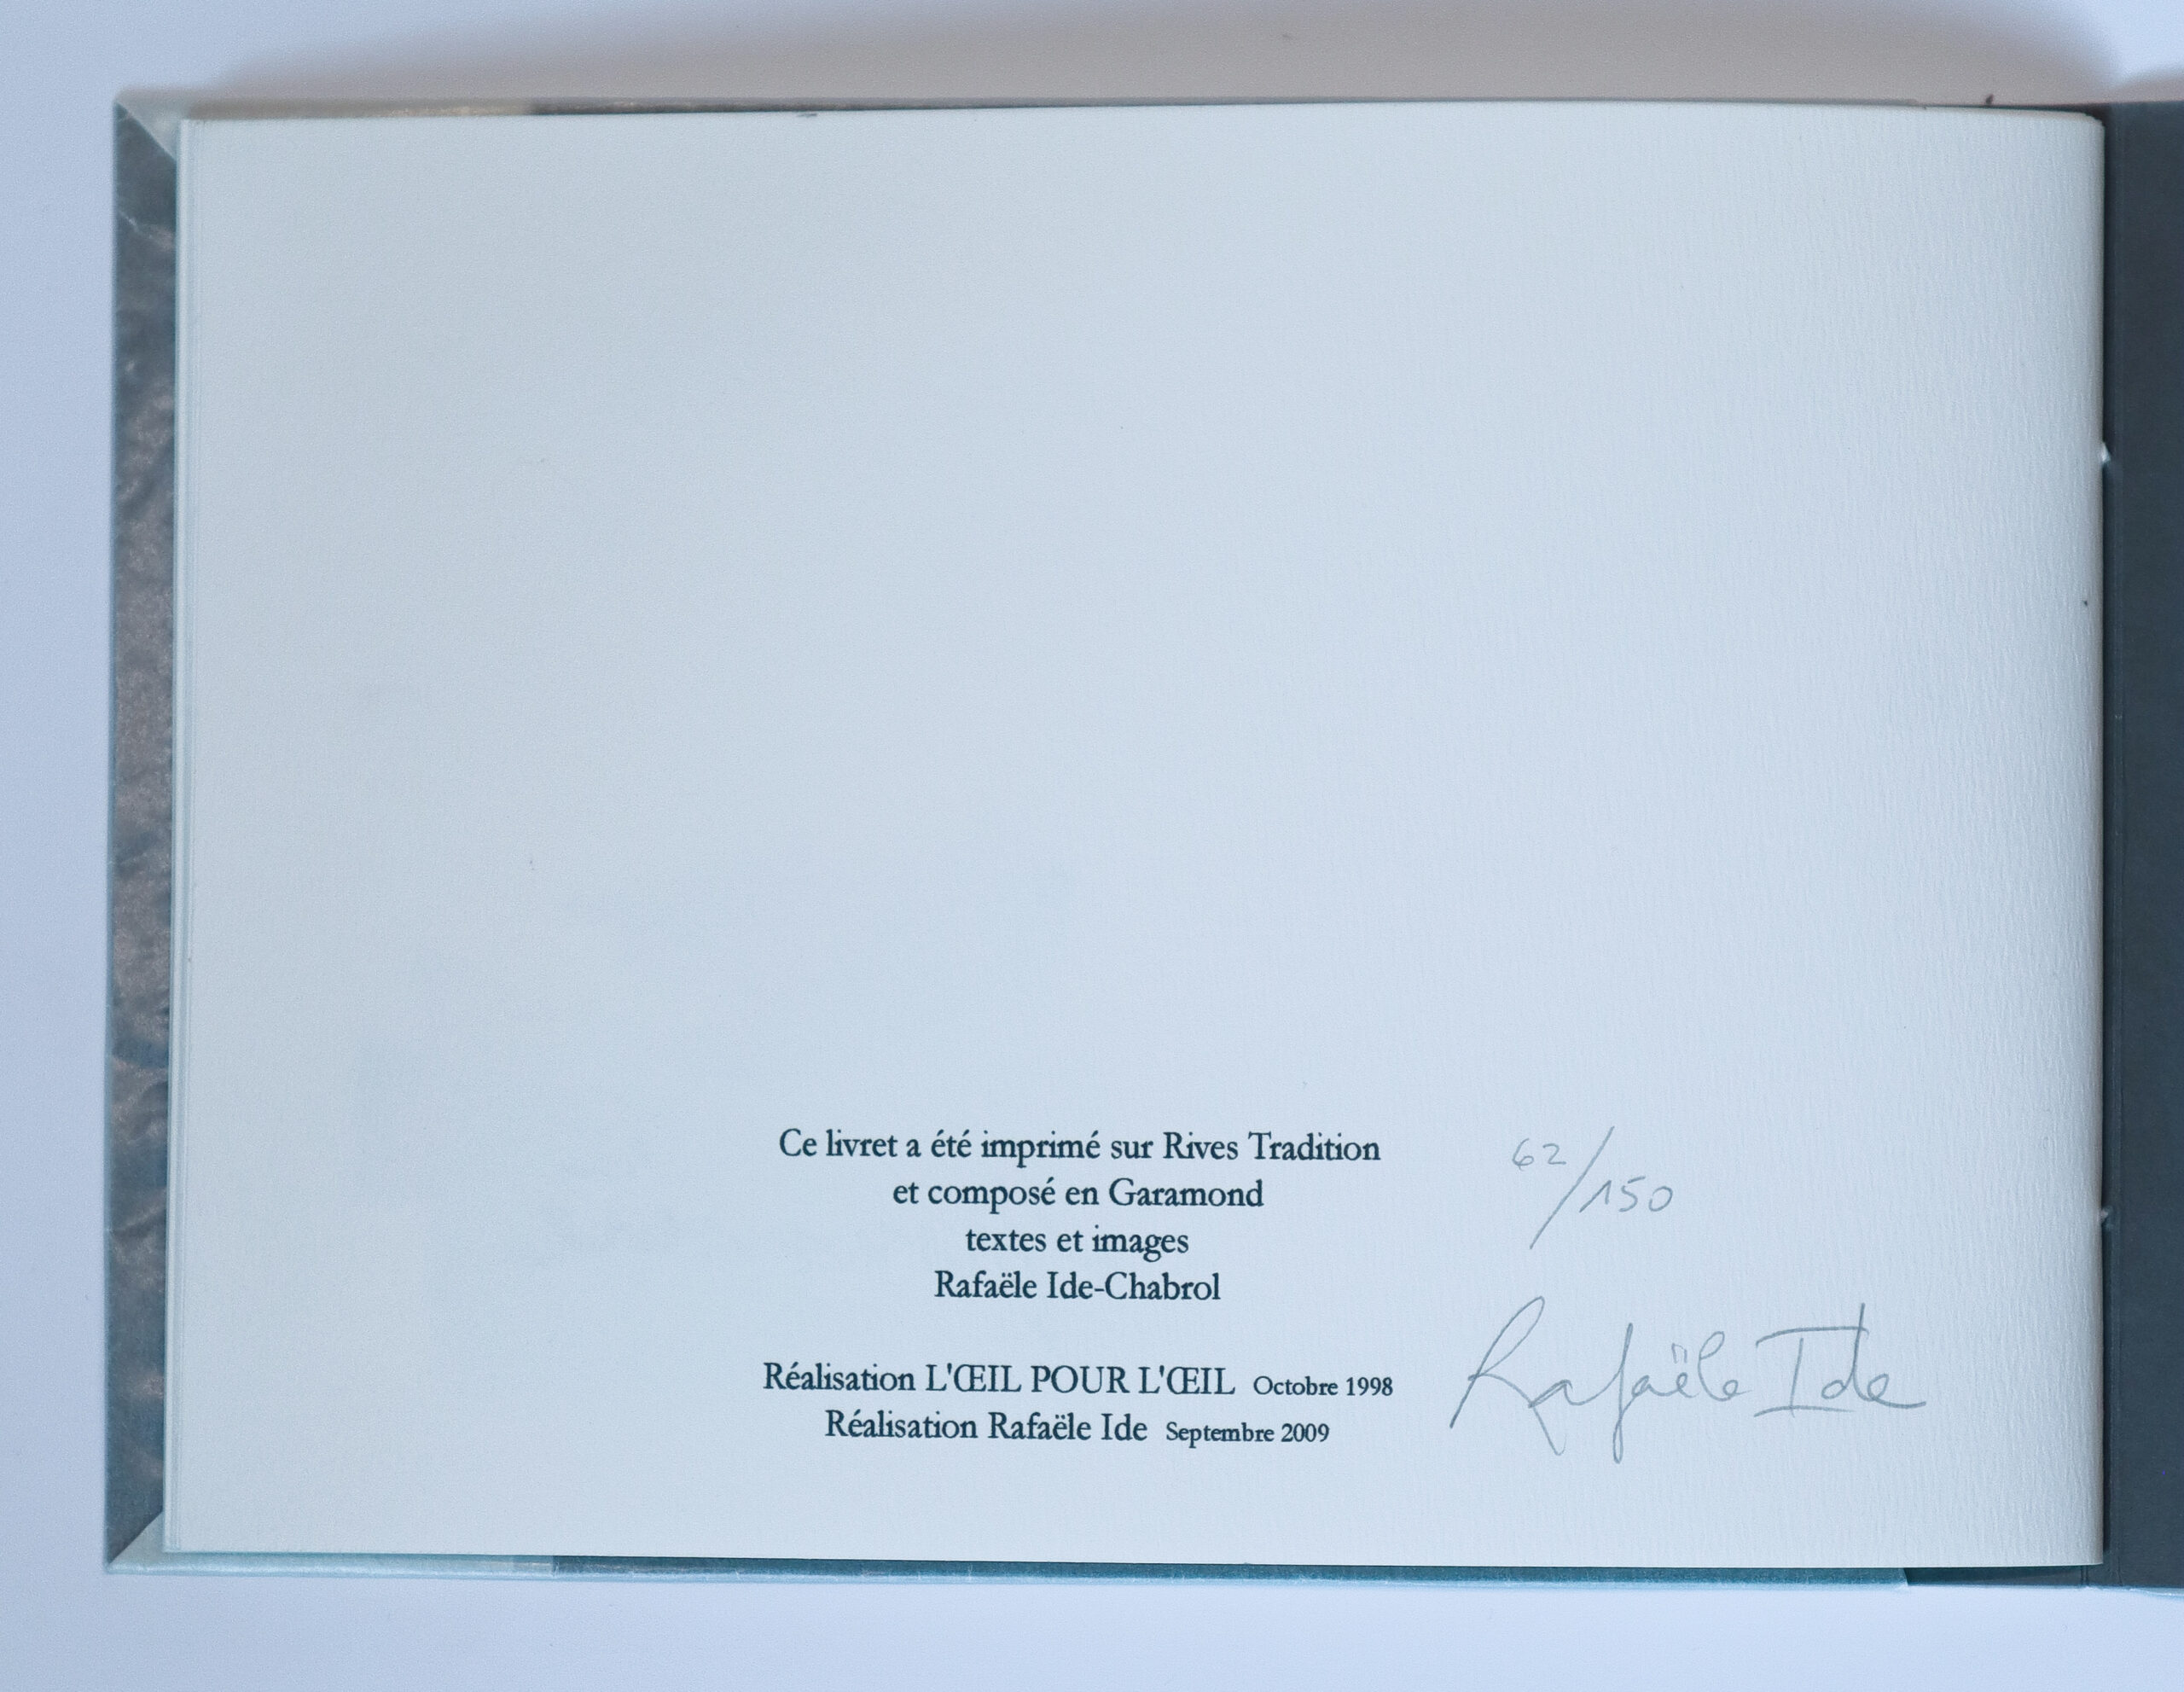 Ce livret a été imprimé sur Rives Tradition
et composé en Garamond
textes et images
Rafaële Ide-Chabrol
Réalisation L'ŒIL POUR L'ŒIL Octobre 1998
Réalisation Rafaële Ide Septembre 2009
62/150
Rafaële Ide